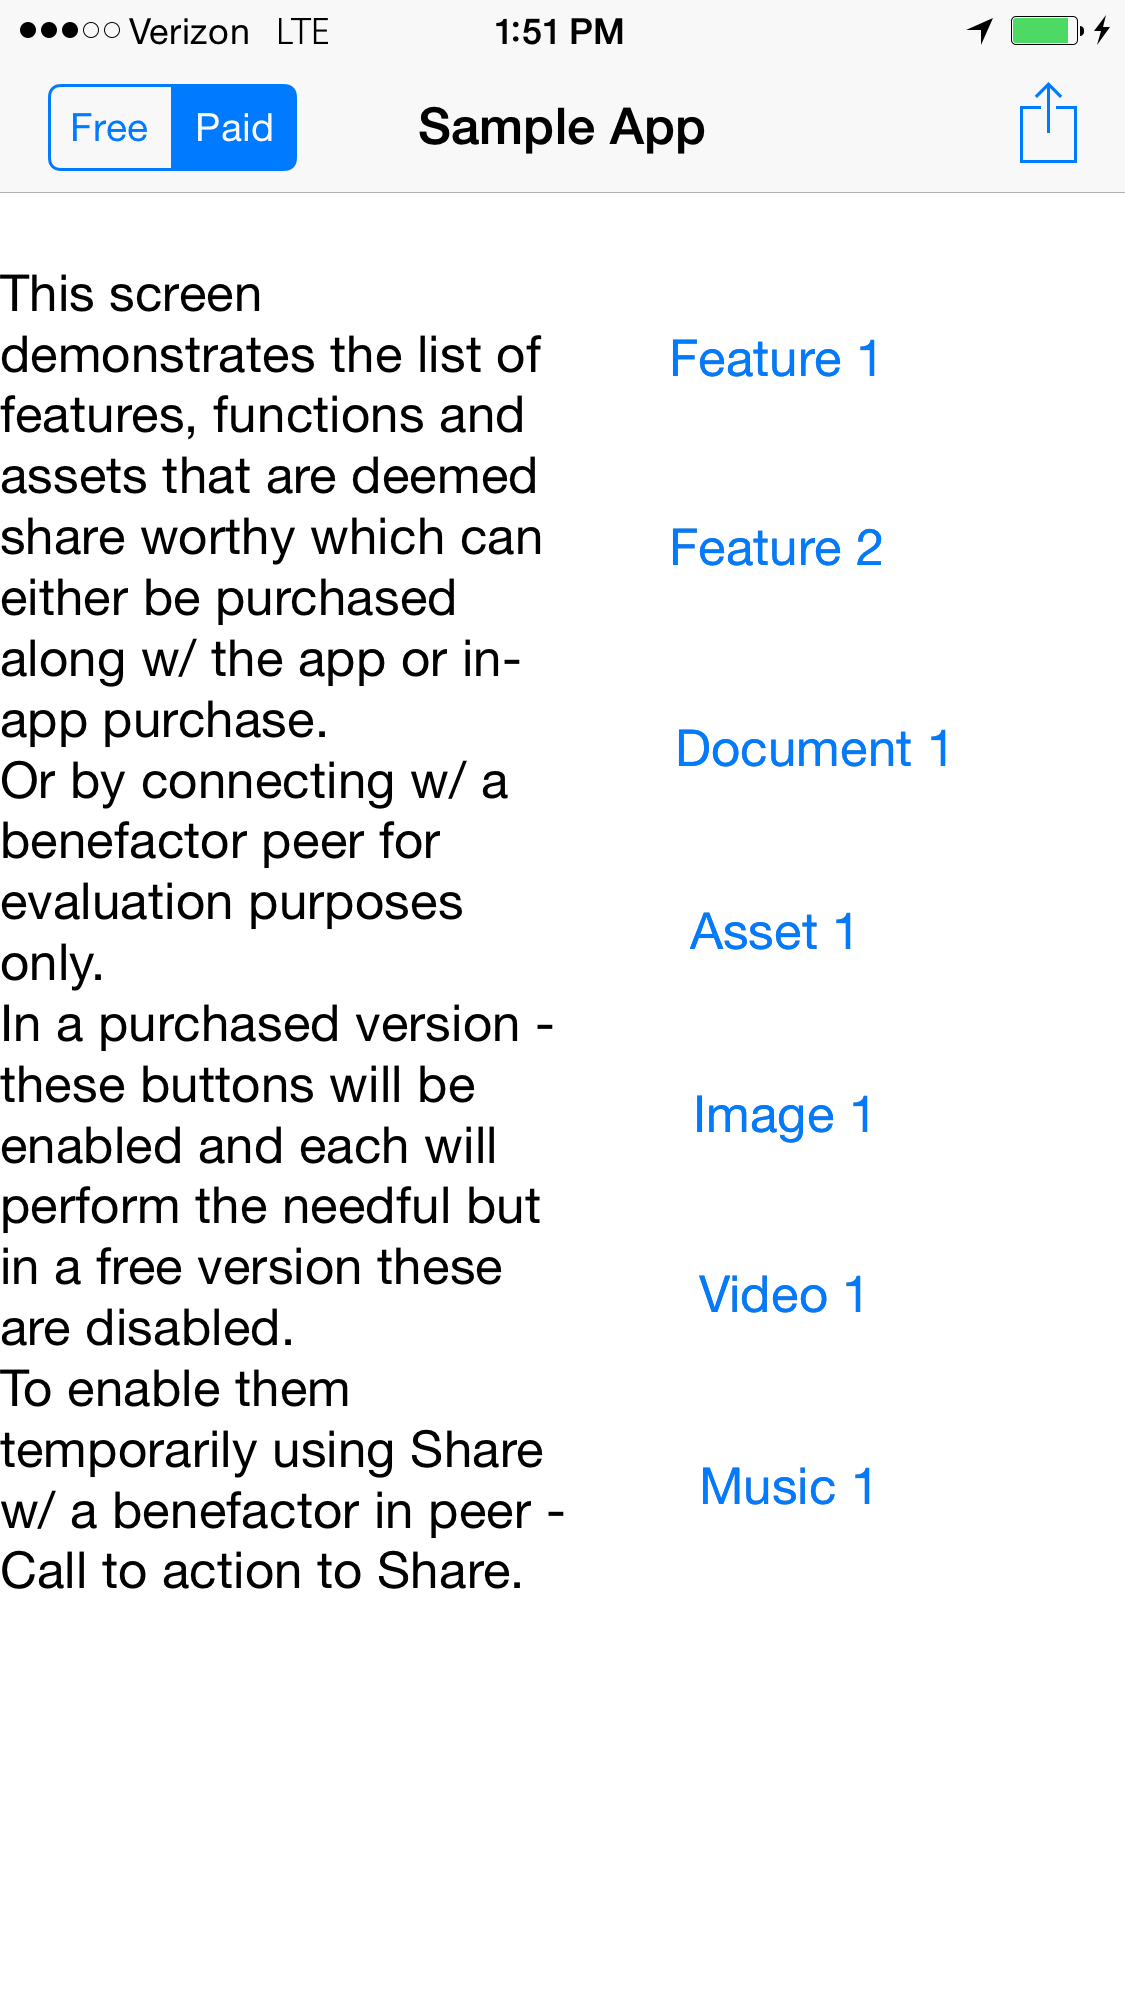 Verizon LTE 1:51 PM
Free Paid Sample App
This screen
demonstrates the list of
features, functions and
assets that are deemed
share worthy which can
either be purchased
along w/ the app or in-
app purchase.
Or by connecting w/ a
benefactor peer for
evaluation purposes
only.
In a purchased version -
these buttons will be
enabled and each will
perform the needful but
in a free version these
are disabled.
To enable them
temporarily using Share
w/ a benefactor in peer -
Call to action to Share.
Feature 1
Feature 2
Document 1
Asset 1
Image 1
Video 1
Music 1